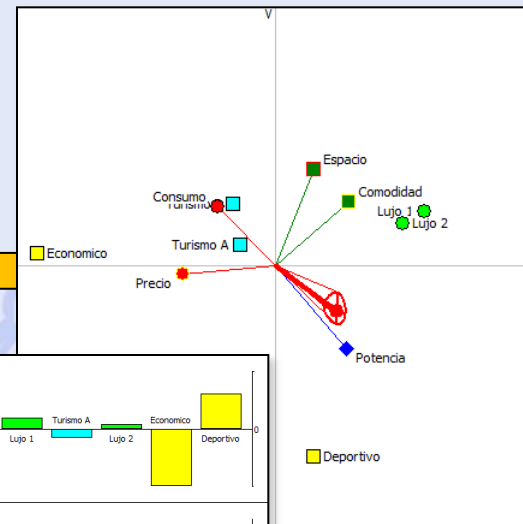 V
Espacio
Consumo
Comodidad
Lujo 1
Lujo 2
Turismo A
Economico
Precio
Potencia
Deportivo
Turismo A
Economico
Lujo 1
Lujo 2
Deportivo
0